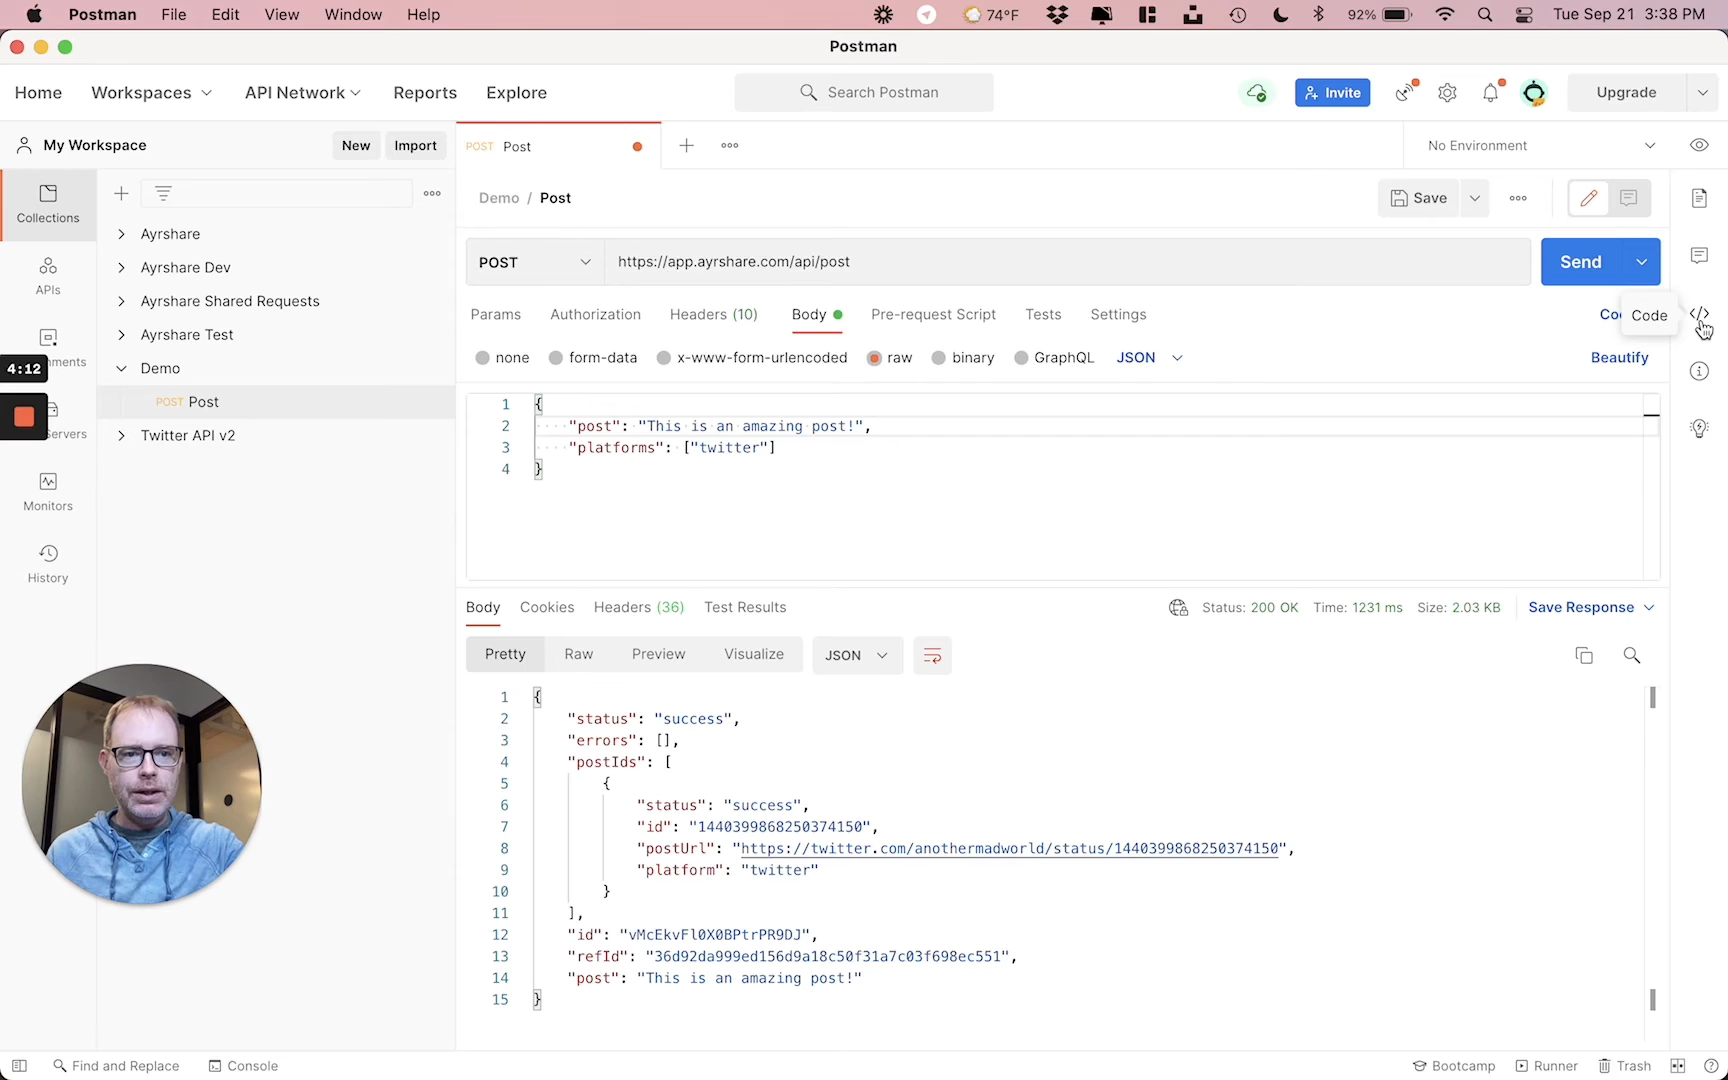 Postman File Edit View Window Help 74°F 92% Tue Sep 21 3:38 PM
Postman
Home Workspaces API Network Reports Explore Search Postman Invite Upgrade
My Workspace New Import POST Post No Environment
Collections
APIs
mments
4:12
ervers
Monitors
History
Ayrshare
Ayrshare Dev
Ayrshare Shared Requests
Ayrshare Test
Demo
POST Post
Twitter API v2
Demo / Post Save
POST https://app.ayrshare.com/api/post Send
Params Authorization Headers (10) Body Pre-request Script Tests Settings Coo Code </>
none form-data x-www-form-urlencoded raw binary GraphQL JSON Beautify
1 {
2 "post": "This is an amazing post!",
3 "platforms": ["twitter"]
4 }
Body Cookies Headers (36) Test Results Status: 200 OK Time: 1231 ms Size: 2.03 KB Save Response
Pretty Raw Preview Visualize JSON
1 {
2 "status": "success",
3 "errors": [],
4 "postIds": [
5 {
6 "status": "success",
7 "id": "1440399868250374150",
8 "postUrl": "https://twitter.com/anothermadworld/status/1440399868250374150",
9 "platform": "twitter"
10 }
11 ],
12 "id": "vMcEkvFl0X0BPtrPR9DJ",
13 "refId": "36d92da999ed156d9a18c50f31a7c03f698ec551",
14 "post": "This is an amazing post!"
15 }
Find and Replace Console Bootcamp Runner Trash